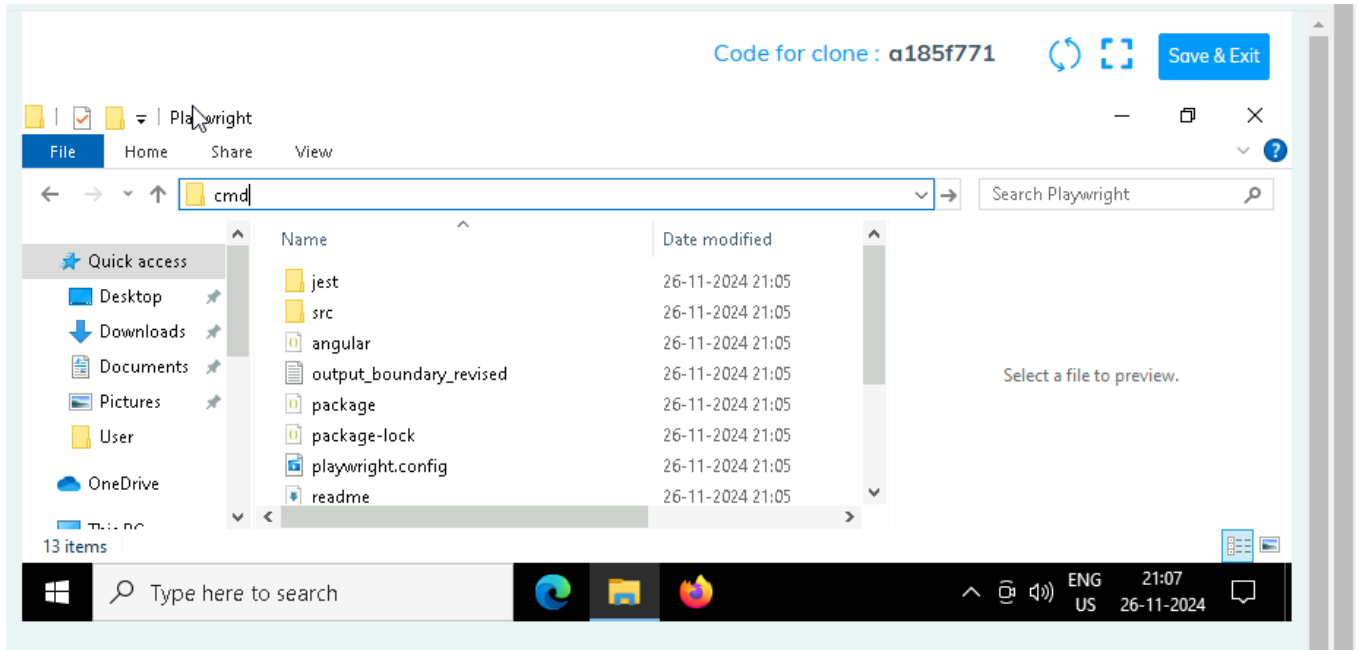 Code for clone : a185f771
Save & Exit
Playwright
File Home Share View
cmd
Search Playwright
Name Date modified
Quick access
Desktop
Downloads
Documents
Pictures
User
OneDrive
This PC
jest 26-11-2024 21:05
src 26-11-2024 21:05
angular 26-11-2024 21:05
output_boundary_revised 26-11-2024 21:05
package 26-11-2024 21:05
package-lock 26-11-2024 21:05
playwright.config 26-11-2024 21:05
readme 26-11-2024 21:05
Select a file to preview.
13 items
Type here to search
ENG
US
21:07
26-11-2024